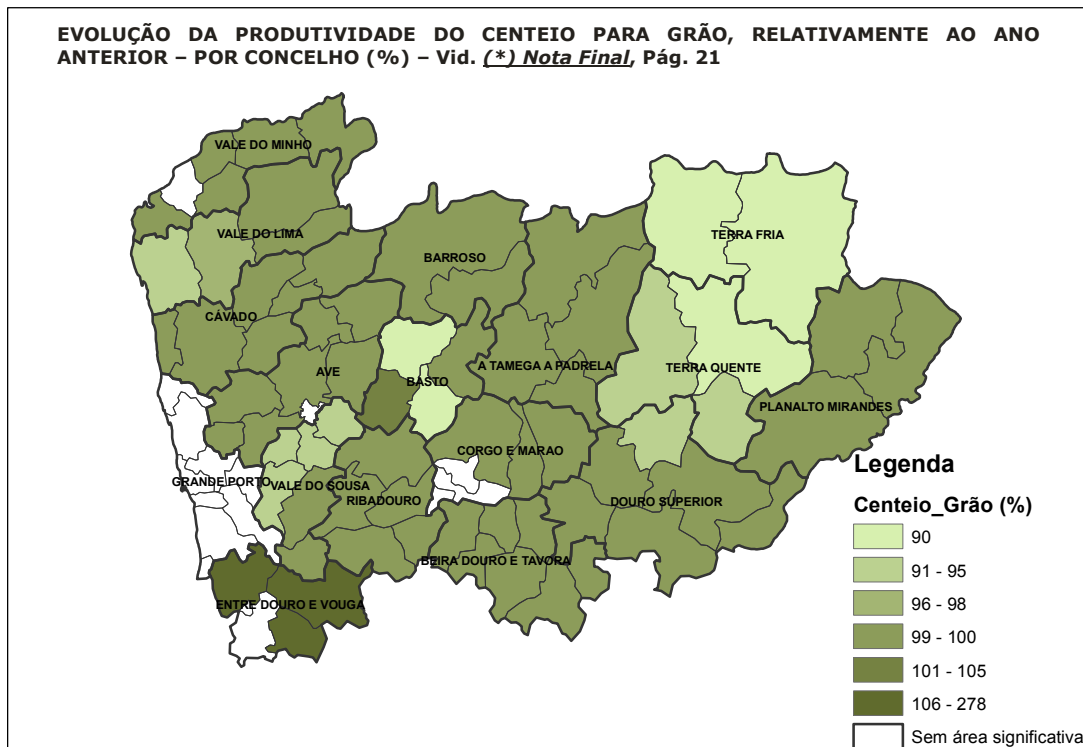 EVOLUÇÃO DA PRODUTIVIDADE DO CENTEIO PARA GRÃO, RELATIVAMENTE AO ANO
ANTERIOR – POR CONCELHO (%) – Vid. (*) Nota Final, Pág. 21
VALE DO MINHO
VALE DO LIMA
TERRA FRIA
BARROSO
CÁVADO
AVE
BASTO
A TAMEGA A PADRELA
TERRA QUENTE
PLANALTO MIRANDES
CORGO E MARAO
GRANDE PORTO
VALE DO SOUSA
RIBADOURO
DOURO SUPERIOR
BEIRA DOURO E TAVORA
ENTRE DOURO E VOUGA
Legenda
Centeio_Grão (%)
90
91 - 95
96 - 98
99 - 100
101 - 105
106 - 278
Sem área significativa